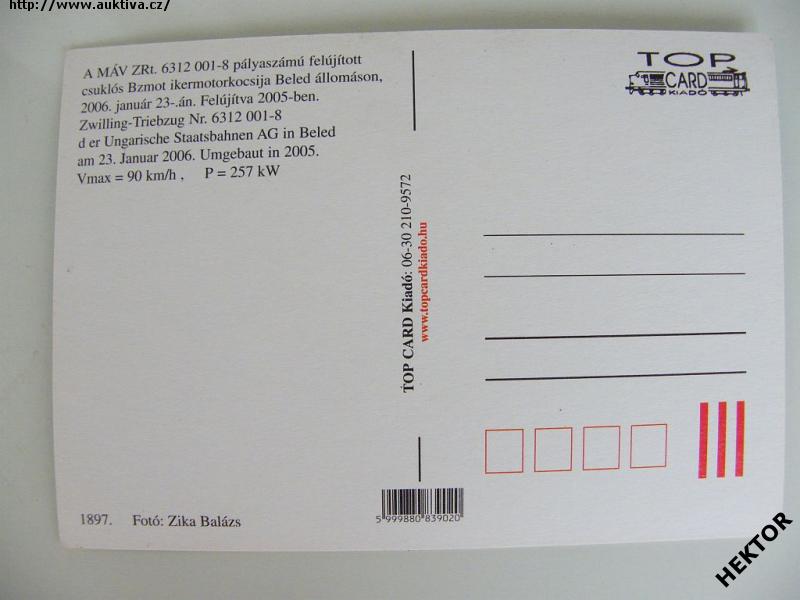 http://www.auktiva.cz/
A MÁV ZRt. 6312 001-8 pályaszámú felújított
csuklós Bzmot ikermotorkocsija Beled állomáson,
2006. január 23-.án. Felújítva 2005-ben.
Zwilling-Triebzug Nr. 6312 001-8
d er Ungarische Staatsbahnen AG in Beled
am 23. Januar 2006. Umgebaut in 2005.
Vmax = 90 km/h , P = 257 kW
TOP
CARD
KIADÓ
TOP CARD Kiadó: 06-30 210-9572
www.topcardkiado.hu
1897. Fotó: Zika Balázs
5 999880 839020
HEKTOR